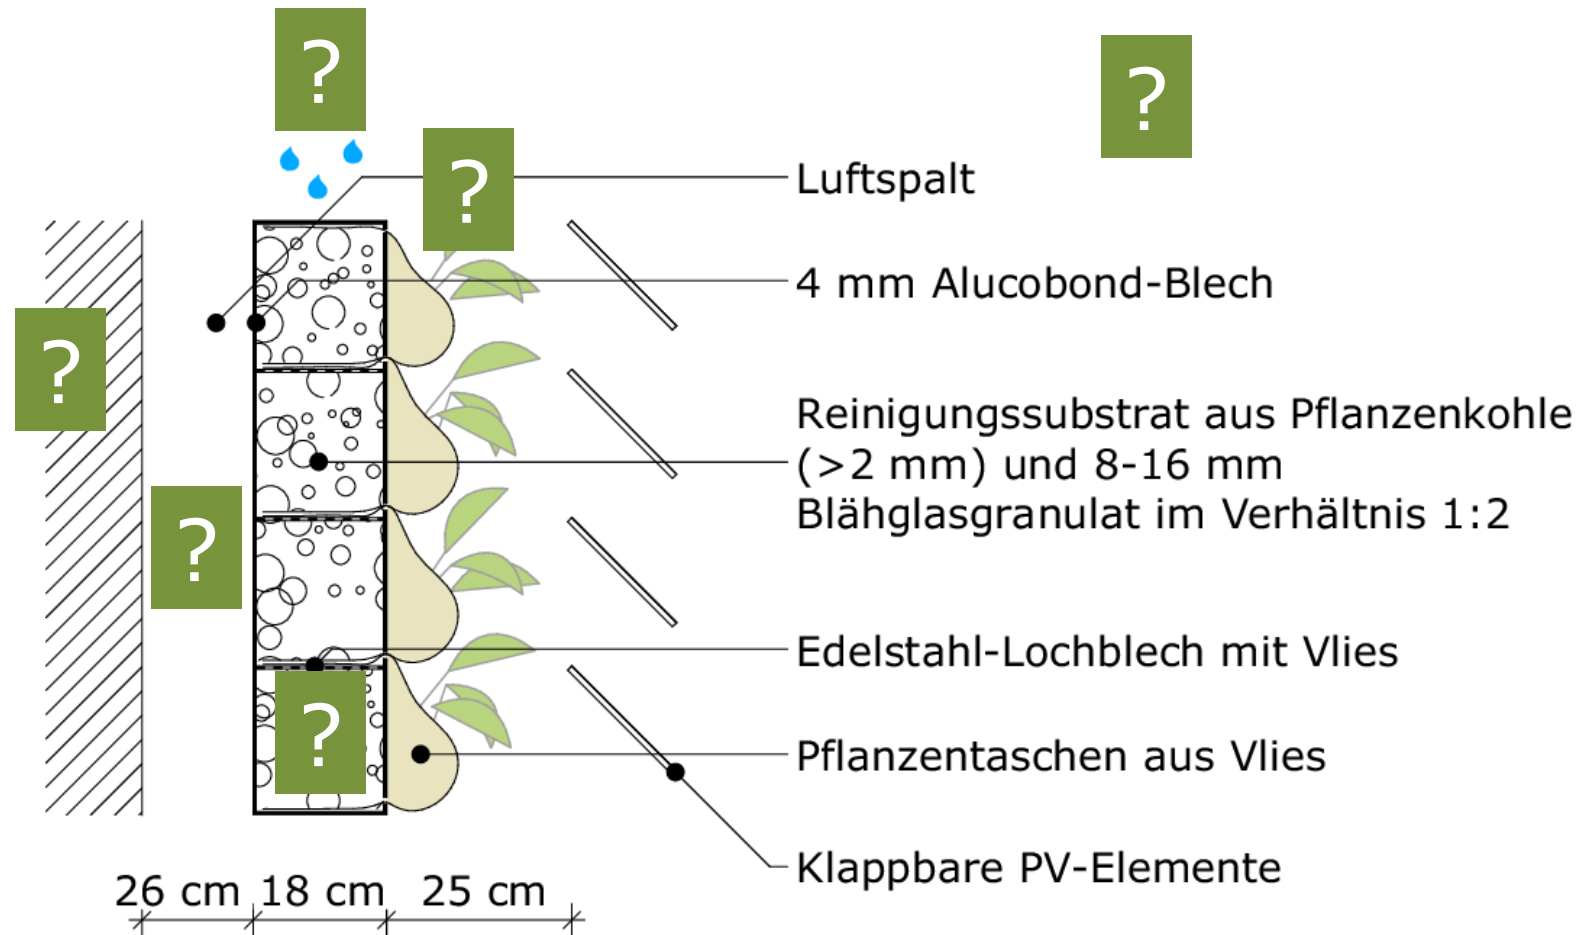 ?
?
?
Luftspalt
4 mm Alucobond-Blech
?
Reinigungssubstrat aus Pflanzenkohle
(>2 mm) und 8-16 mm
Blähglasgranulat im Verhältnis 1:2
?
Edelstahl-Lochblech mit Vlies
?
Pflanzentaschen aus Vlies
Klappbare PV-Elemente
26 cm 18 cm 25 cm